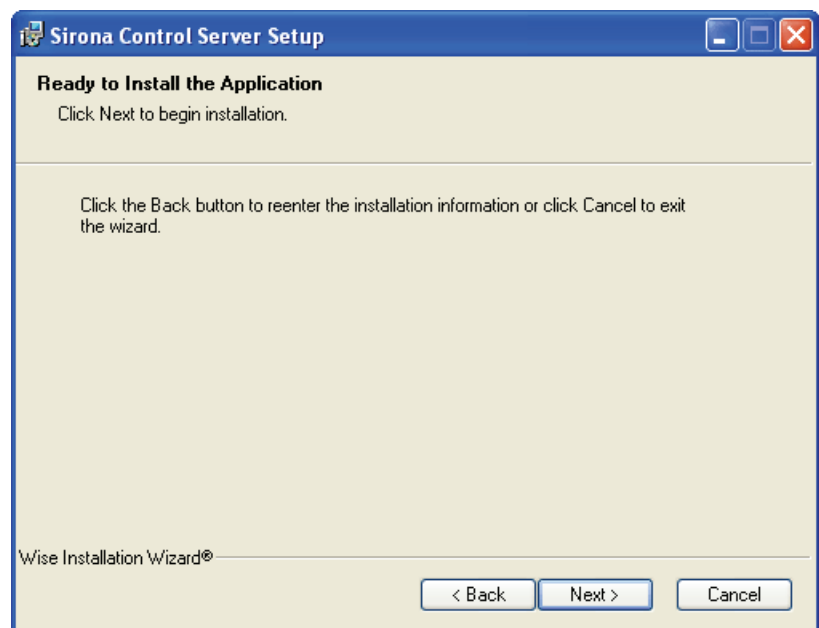 Sirona Control Server Setup
Ready to Install the Application
Click Next to begin installation.
Click the Back button to reenter the installation information or click Cancel to exit
the wizard.
Wise Installation Wizard®
< Back
Next >
Cancel